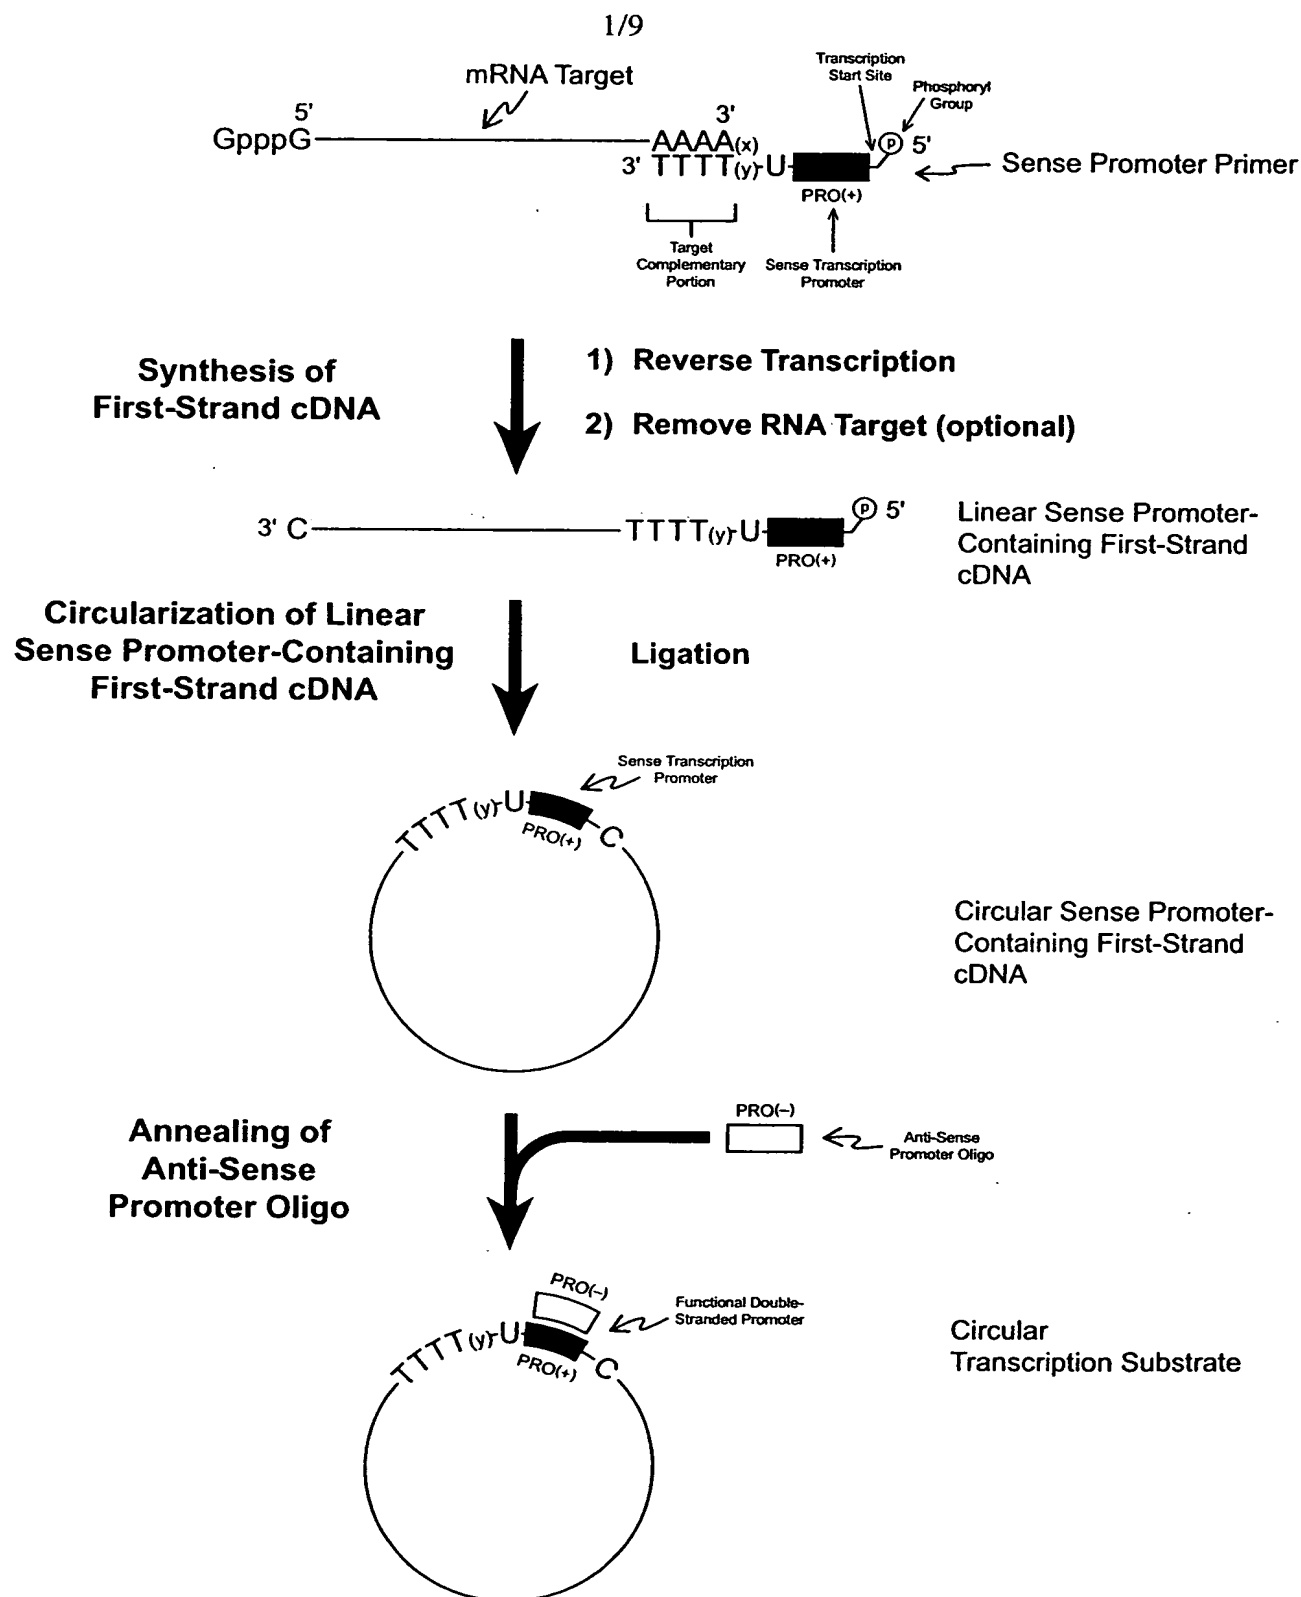 1/9
mRNA Target
Transcription
Start Site
Phosphoryl
Group
5'
3'
GpppG
AAAA(x)
P 5'
3' TTTT(y)-U
Sense Promoter Primer
PRO(+)
Target
Complementary
Portion
Sense Transcription
Promoter
Synthesis of
First-Strand cDNA
1) Reverse Transcription
2) Remove RNA Target (optional)
3' C
TTTT(y)-U
P 5'
PRO(+)
Linear Sense Promoter-
Containing First-Strand
cDNA
Circularization of Linear
Sense Promoter-Containing
First-Strand cDNA
Ligation
Sense Transcription
Promoter
TTTT(y)-U
PRO(+)
C
Circular Sense Promoter-
Containing First-Strand
cDNA
Annealing of
Anti-Sense
Promoter Oligo
PRO(–)
Anti-Sense
Promoter Oligo
PRO(–)
Functional Double-
Stranded Promoter
TTTT(y)-U
PRO(+)
C
Circular
Transcription Substrate